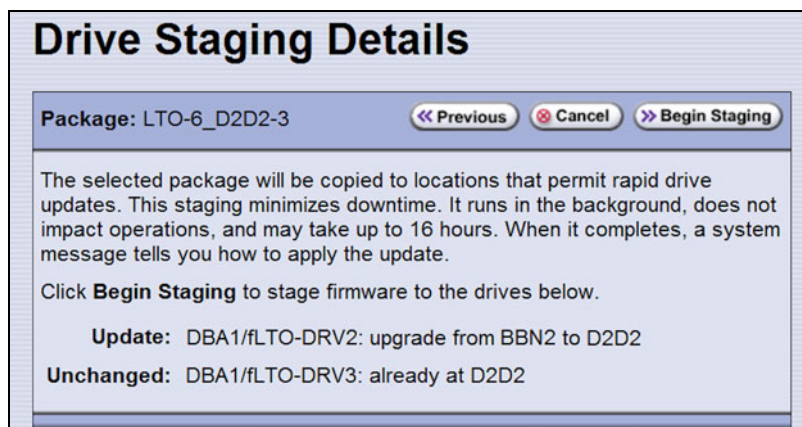 Drive Staging Details
Package: LTO-6_D2D2-3 Previous Cancel Begin Staging
The selected package will be copied to locations that permit rapid drive
updates. This staging minimizes downtime. It runs in the background, does not
impact operations, and may take up to 16 hours. When it completes, a system
message tells you how to apply the update.
Click Begin Staging to stage firmware to the drives below.
Update: DBA1/fLTO-DRV2: upgrade from BBN2 to D2D2
Unchanged: DBA1/fLTO-DRV3: already at D2D2